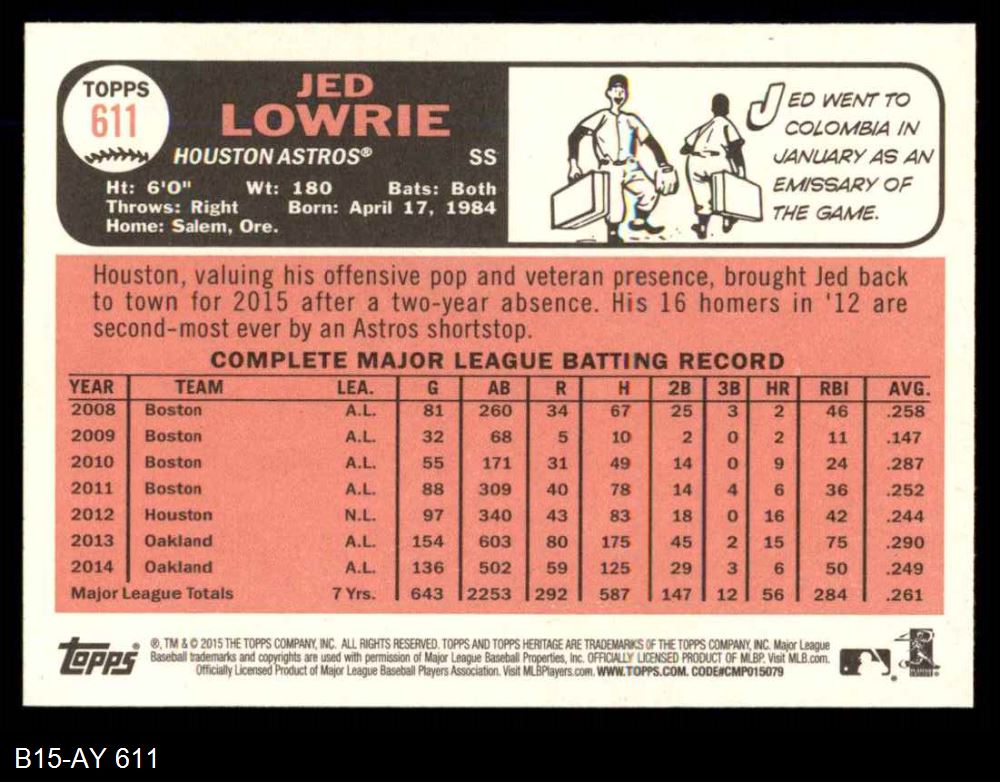 TOPPS
611
JED
LOWRIE
HOUSTON ASTROS® SS
Ht: 6'0" Wt: 180 Bats: Both
Throws: Right Born: April 17, 1984
Home: Salem, Ore.
JED WENT TO
COLOMBIA IN
JANUARY AS AN
EMISSARY OF
THE GAME.
Houston, valuing his offensive pop and veteran presence, brought Jed back
to town for 2015 after a two-year absence. His 16 homers in '12 are
second-most ever by an Astros shortstop.
COMPLETE MAJOR LEAGUE BATTING RECORD
YEAR TEAM LEA. G AB R H 2B 3B HR RBI AVG.
2008 Boston A.L. 81 260 34 67 25 3 2 46 .258
2009 Boston A.L. 32 68 5 10 2 0 2 11 .147
2010 Boston A.L. 55 171 31 49 14 0 9 24 .287
2011 Boston A.L. 88 309 40 78 14 4 6 36 .252
2012 Houston N.L. 97 340 43 83 18 0 16 42 .244
2013 Oakland A.L. 154 603 80 175 45 2 15 75 .290
2014 Oakland A.L. 136 502 59 125 29 3 6 50 .249
Major League Totals 7 Yrs. 643 2253 292 587 147 12 56 284 .261
Topps®
®, TM & © 2015 THE TOPPS COMPANY, INC. ALL RIGHTS RESERVED. TOPPS AND TOPPS HERITAGE ARE TRADEMARKS OF THE TOPPS COMPANY, INC. Major League
Baseball trademarks and copyrights are used with permission of Major League Baseball Properties, Inc. OFFICIALLY LICENSED PRODUCT OF MLBP. Visit MLB.com.
Officially Licensed Product of Major League Baseball Players Association. Visit MLBPlayers.com. WWW.TOPPS.COM. CODE#CMP015079
B15-AY 611